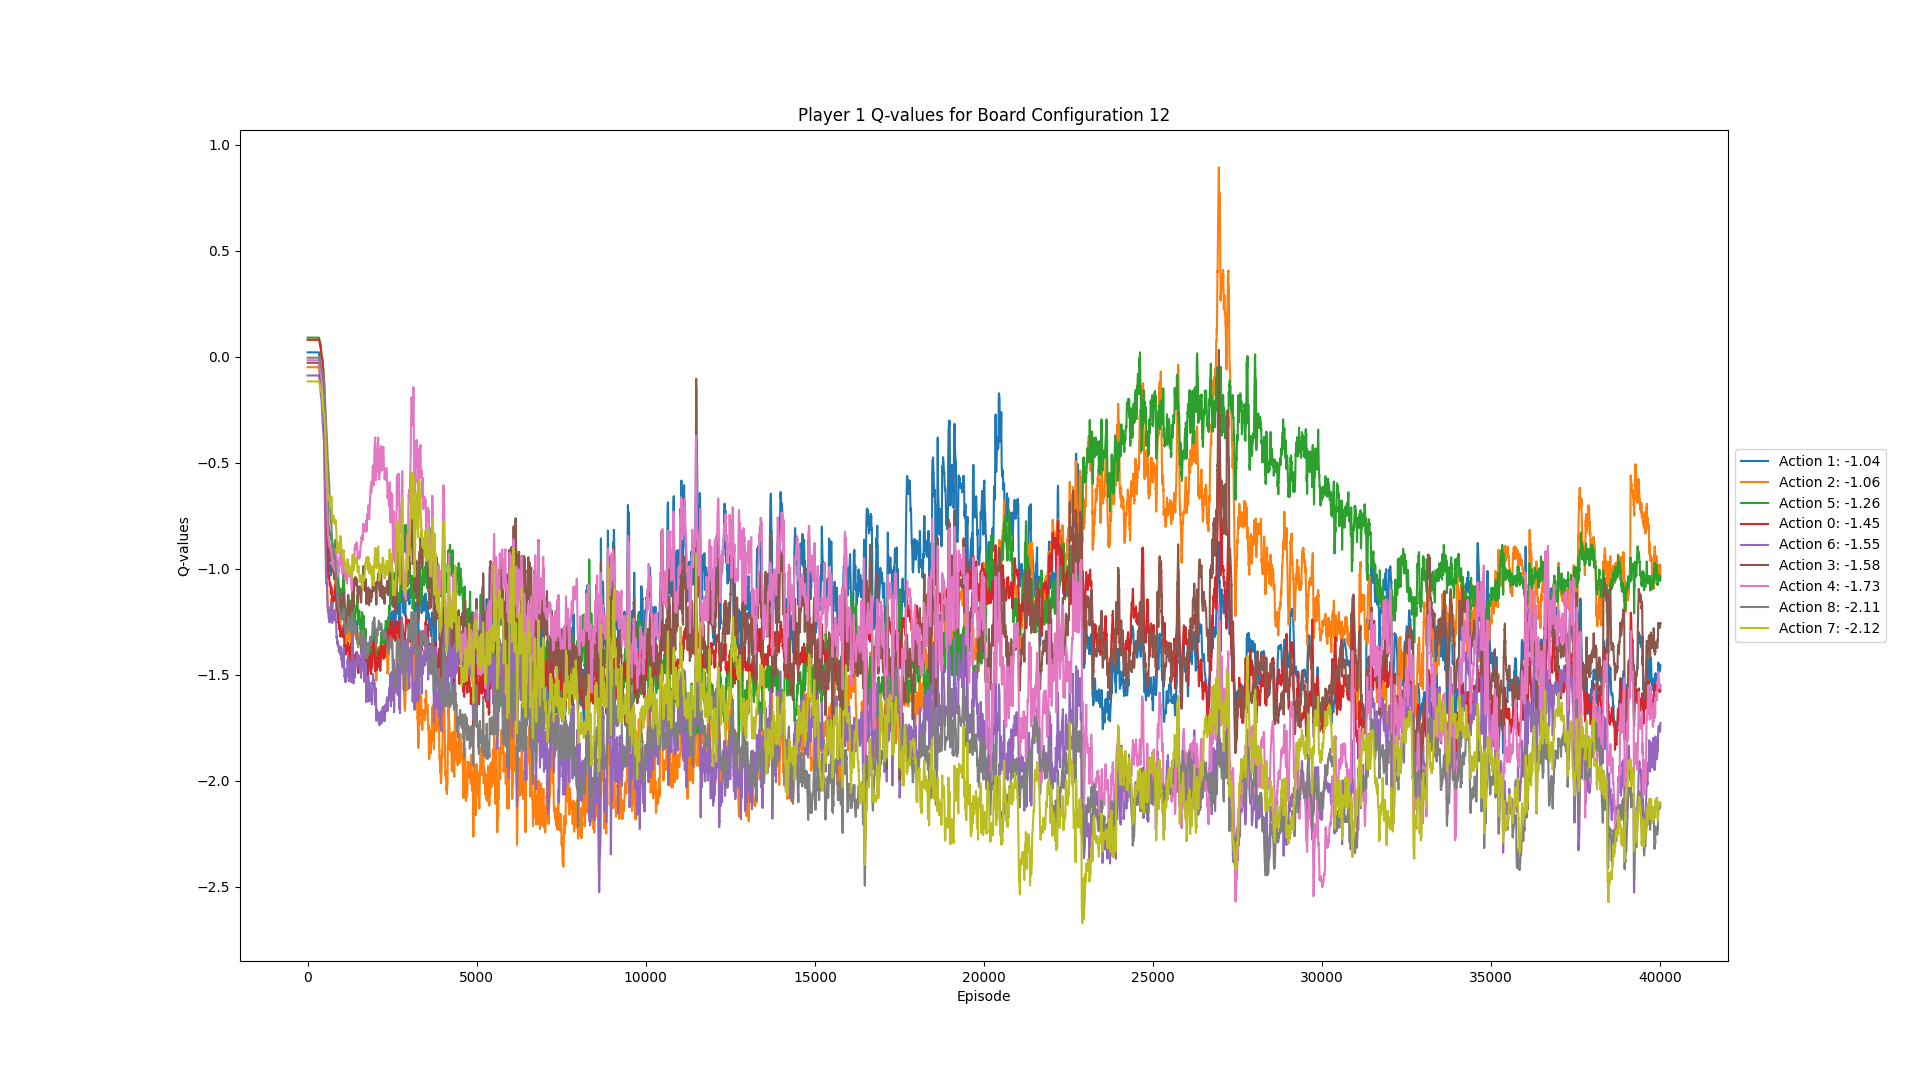 Player 1 Q-values for Board Configuration 12
1.0
0.5
0.0
−0.5
−1.0
−1.5
−2.0
−2.5
Q-values
0
5000
10000
15000
20000
25000
30000
35000
40000
Episode
Action 1: -1.04
Action 2: -1.06
Action 5: -1.26
Action 0: -1.45
Action 6: -1.55
Action 3: -1.58
Action 4: -1.73
Action 8: -2.11
Action 7: -2.12